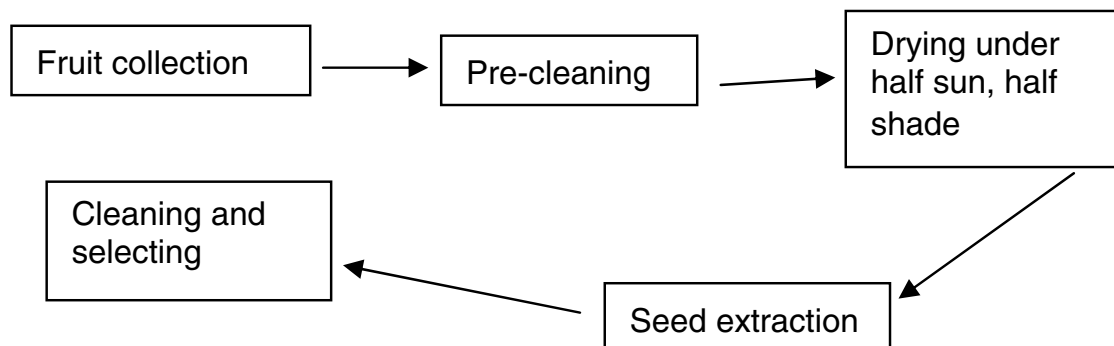 Fruit collection
Pre-cleaning
Drying under
half sun, half
shade
Seed extraction
Cleaning and
selecting